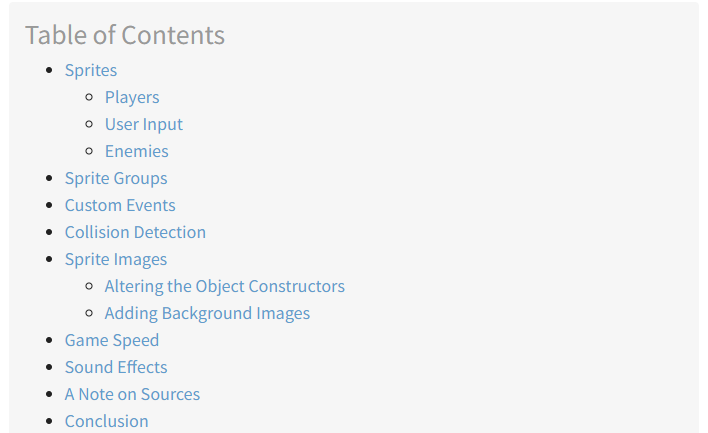 Table of Contents
Sprites
Players
User Input
Enemies
Sprite Groups
Custom Events
Collision Detection
Sprite Images
Altering the Object Constructors
Adding Background Images
Game Speed
Sound Effects
A Note on Sources
Conclusion